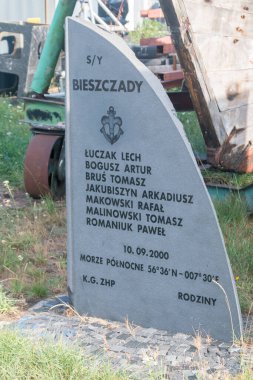 S/Y
BIESZCZADY
ŁUCZAK LECH
BOGUSZ ARTUR
BRUŚ TOMASZ
JAKUBISZYN ARKADIUSZ
MAKOWSKI RAFAŁ
MALINOWSKI TOMASZ
ROMANIUK PAWEŁ
10.09.2000
MORZE PÓŁNOCNE 56°36'N – 007°30'E
K.G. ZHP RODZINY